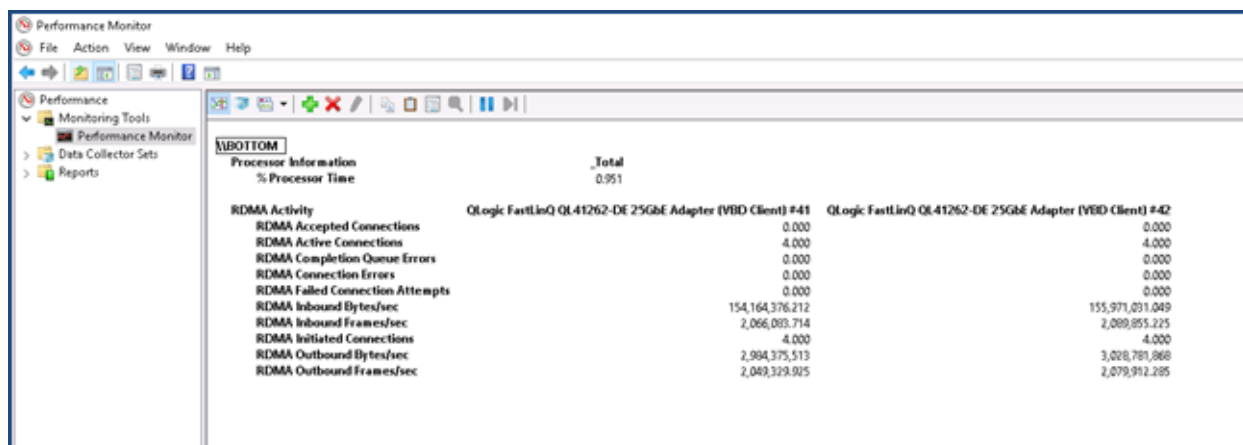 Performance Monitor
File Action View Window Help
Performance
Monitoring Tools
Performance Monitor
Data Collector Sets
Reports
\\BOTTOM
Processor Information _Total
% Processor Time 0.951
RDMA Activity QLogic FastLinQ QL41262-DE 25GbE Adapter (VBD Client) #41 QLogic FastLinQ QL41262-DE 25GbE Adapter (VBD Client) #42
RDMA Accepted Connections 0.000 0.000
RDMA Active Connections 4.000 4.000
RDMA Completion Queue Errors 0.000 0.000
RDMA Connection Errors 0.000 0.000
RDMA Failed Connection Attempts 0.000 0.000
RDMA Inbound Bytes/sec 154,164,376.212 155,971,031.049
RDMA Inbound Frames/sec 2,066,083.714 2,089,855.225
RDMA Initiated Connections 4.000 4.000
RDMA Outbound Bytes/sec 2,984,375,513 3,028,781,868
RDMA Outbound Frames/sec 2,049,329.925 2,079,912.285